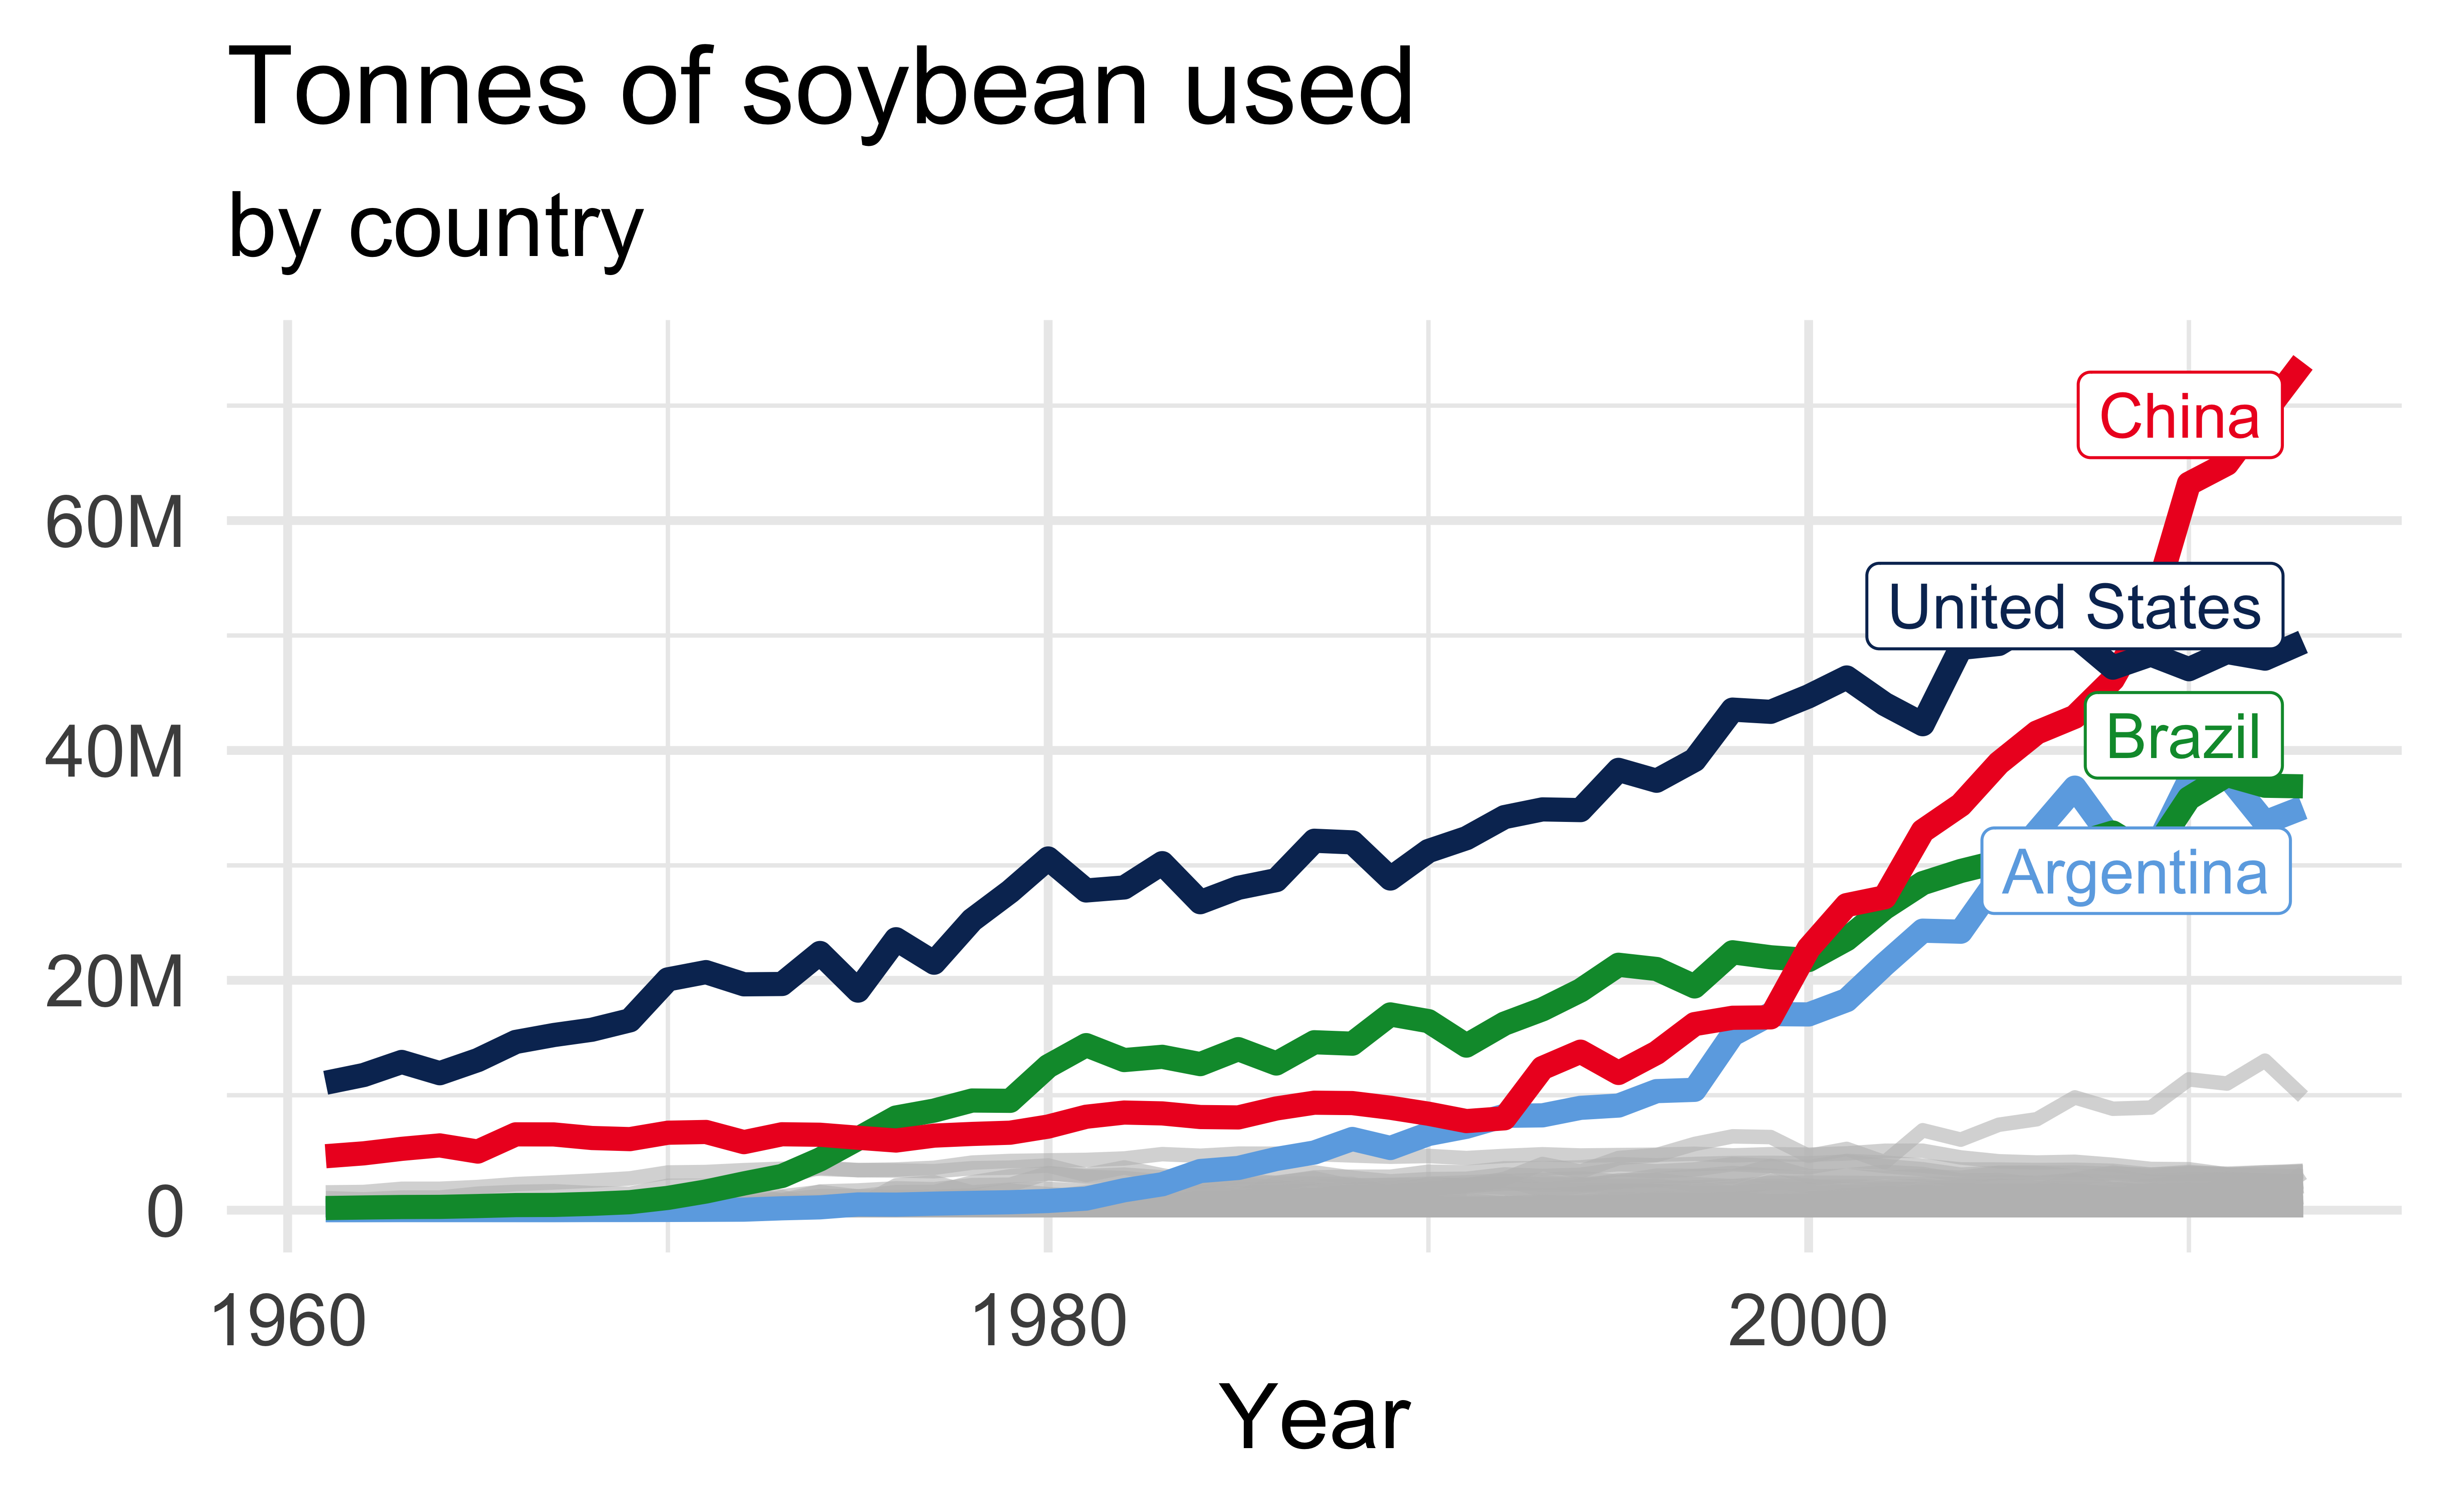 Tonnes of soybean used
by country
China
60M
United States
40M
Brazil
Argentina
20M
0
1960 1980 2000
Year